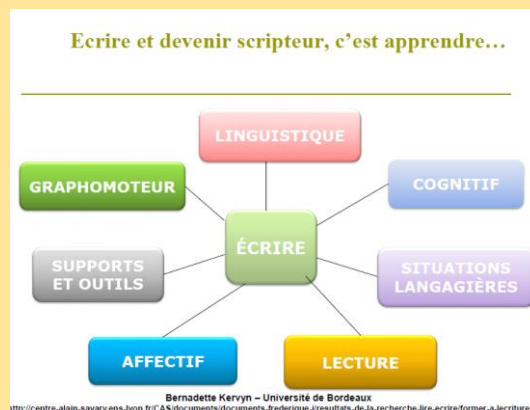 Ecrire et devenir scripteur, c'est apprendre…
LINGUISTIQUE
GRAPHOMOTEUR
COGNITIF
ÉCRIRE
SUPPORTS
ET OUTILS
SITUATIONS
LANGAGIÈRES
AFFECTIF
LECTURE
Bernadette Kervyn – Université de Bordeaux